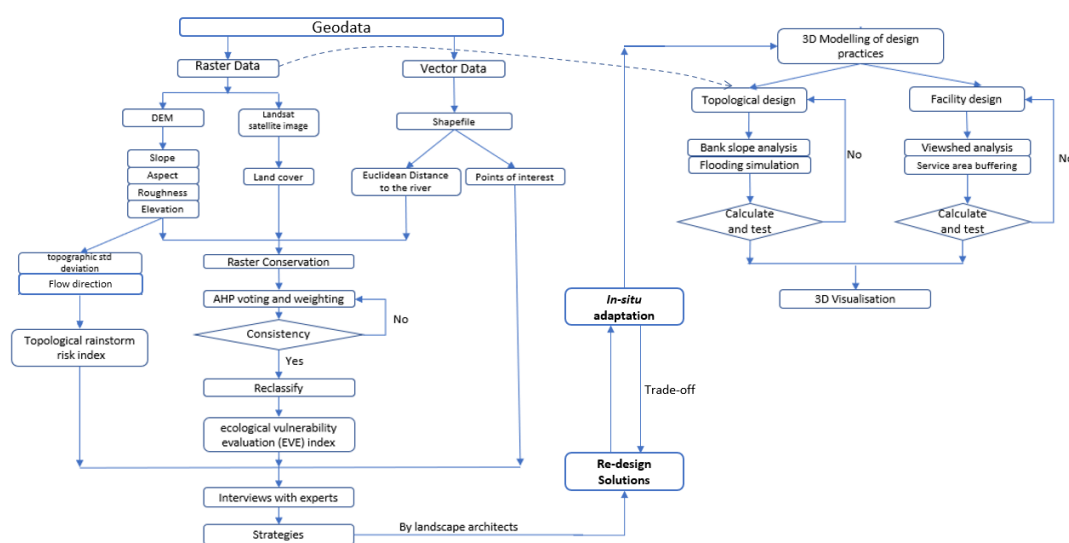 Geodata
Raster Data
Vector Data
DEM
Landsat
satellite image
Shapefile
Slope
Aspect
Roughness
Elevation
Land cover
Euclidean Distance
to the river
Points of interest
topographic std
deviation
Flow direction
Raster Conservation
AHP voting and weighting
No
Consistency
Yes
Topological rainstorm
risk index
Reclassify
ecological vulnerability
evaluation (EVE) index
Interviews with experts
Strategies
By landscape architects
Re-design
Solutions
Trade-off
In-situ
adaptation
3D Modelling of design
practices
Topological design
Facility design
Bank slope analysis
Flooding simulation
No
Viewshed analysis
Service area buffering
No
Calculate
and test
Calculate
and test
3D Visualisation